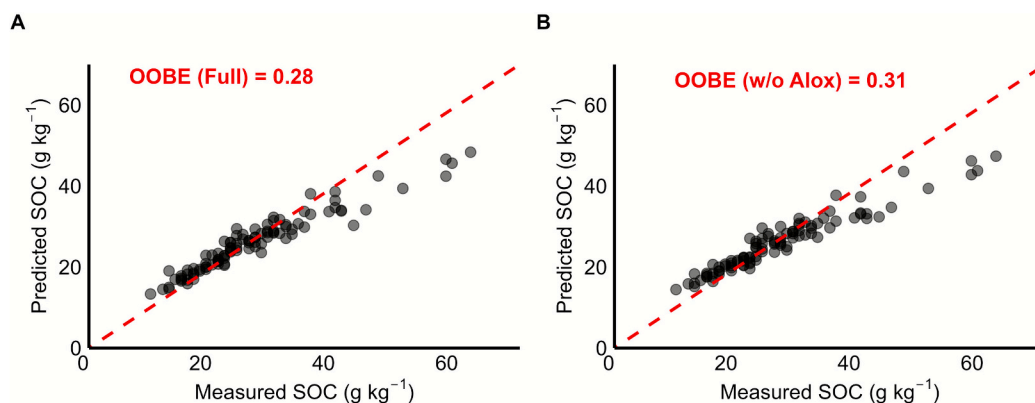 A
OOBE (Full) = 0.28
Predicted SOC (g kg⁻¹)
60
40
20
0
0 20 40 60
Measured SOC (g kg⁻¹)
B
OOBE (w/o Alox) = 0.31
Predicted SOC (g kg⁻¹)
60
40
20
0
0 20 40 60
Measured SOC (g kg⁻¹)